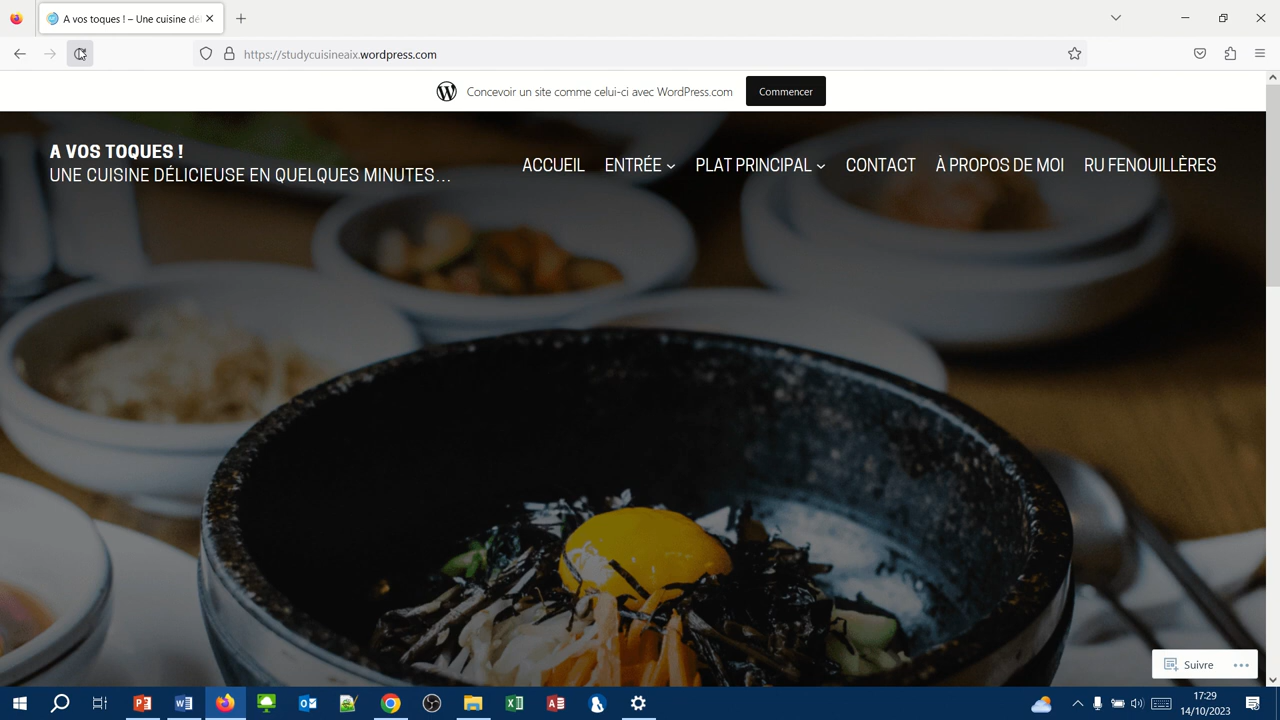 A vos toques ! – Une cuisine dé
https://studycuisineaix.wordpress.com
Concevoir un site comme celui-ci avec WordPress.com
Commencer
A VOS TOQUES !
UNE CUISINE DÉLICIEUSE EN QUELQUES MINUTES...
ACCUEIL
ENTRÉE
PLAT PRINCIPAL
CONTACT
À PROPOS DE MOI
RU FENOUILLÈRES
Suivre
17:29
14/10/2023